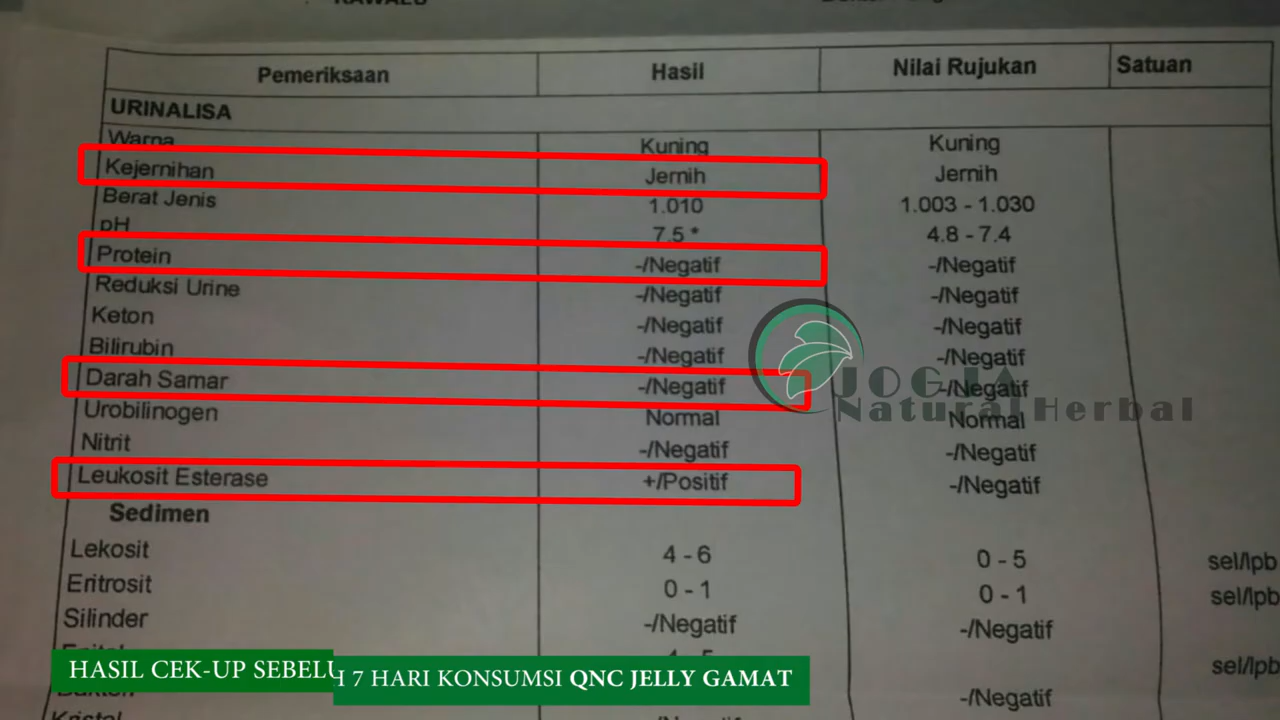 Pemeriksaan Hasil Nilai Rujukan Satuan
URINALISA
Warna Kuning Kuning
Kejernihan Jernih Jernih
Berat Jenis 1.010 1.003 - 1.030
pH 7.5 * 4.8 - 7.4
Protein -/Negatif -/Negatif
Reduksi Urine -/Negatif -/Negatif
Keton -/Negatif -/Negatif
Bilirubin -/Negatif -/Negatif
Darah Samar -/Negatif -/Negatif
Urobilinogen Normal Normal
Nitrit -/Negatif -/Negatif
Leukosit Esterase +/Positif -/Negatif
Sedimen
Lekosit 4 - 6 0 - 5 sel/lpb
Eritrosit 0 - 1 0 - 1 sel/lpb
Silinder -/Negatif -/Negatif
sel/lpb
-/Negatif
Kristal
JOGJA
Natural Herbal
HASIL CEK-UP SEBELU
H 7 HARI KONSUMSI QNC JELLY GAMAT